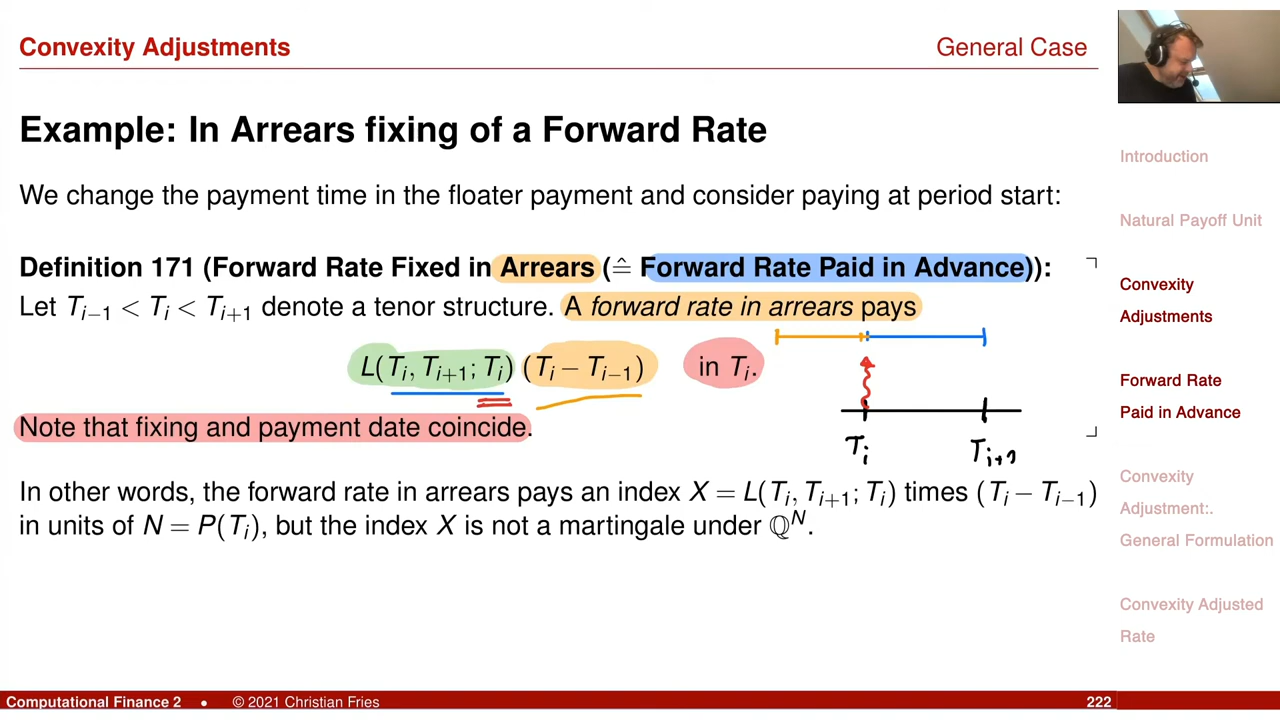 Convexity Adjustments
General Case
Example: In Arrears fixing of a Forward Rate
We change the payment time in the floater payment and consider paying at period start:
Definition 171 (Forward Rate Fixed in Arrears (≙ Forward Rate Paid in Advance)):
Let T_{i−1} < T_i < T_{i+1} denote a tenor structure. A forward rate in arrears pays
L(T_i, T_{i+1}; T_i) (T_i − T_{i−1}) in T_i.
Note that fixing and payment date coincide.
T_i T_{i+1}
In other words, the forward rate in arrears pays an index X = L(T_i, T_{i+1}; T_i) times (T_i − T_{i−1})
in units of N = P(T_i), but the index X is not a martingale under ℚ^N.
Introduction
Natural Payoff Unit
Convexity
Adjustments
Forward Rate
Paid in Advance
Convexity
Adjustment:.
General Formulation
Convexity Adjusted
Rate
Computational Finance 2 • © 2021 Christian Fries
222